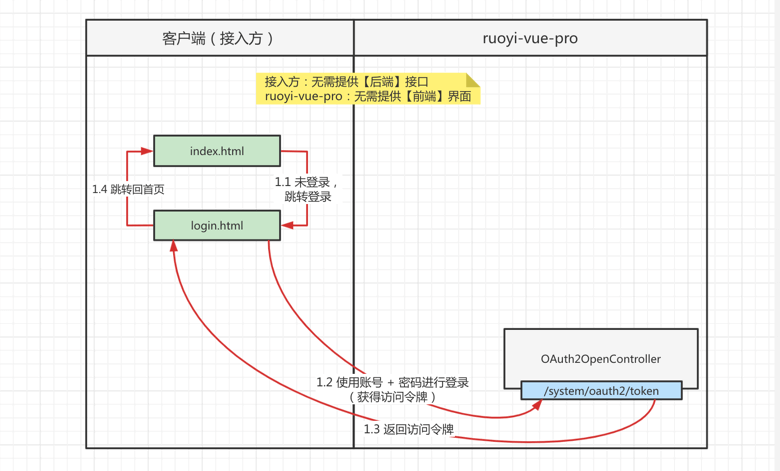 客户端（接入方）
ruoyi-vue-pro
接入方：无需提供【后端】接口
ruoyi-vue-pro：无需提供【前端】界面
index.html
1.4 跳转回首页
1.1 未登录，
跳转登录
login.html
OAuth2OpenController
/system/oauth2/token
1.2 使用账号 + 密码进行登录
（获得访问令牌）
1.3 返回访问令牌